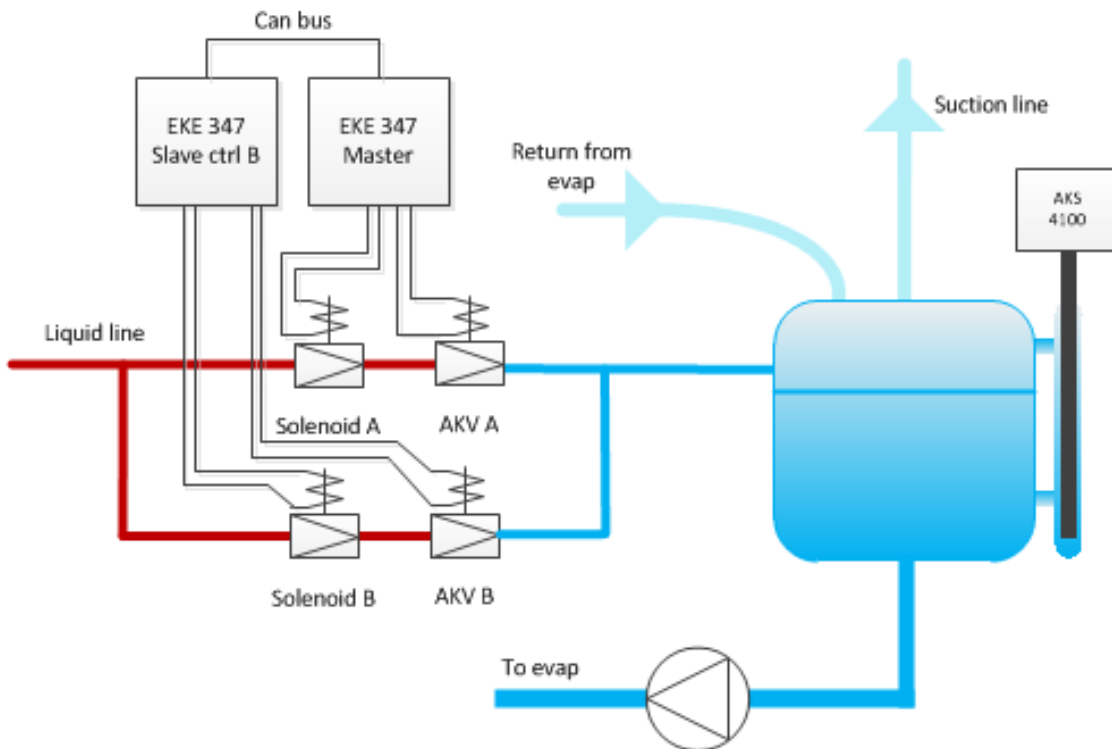 Can bus
EKE 347
Slave ctrl B
EKE 347
Master
Return from
evap
Suction line
AKS
4100
Liquid line
Solenoid A
AKV A
Solenoid B
AKV B
To evap